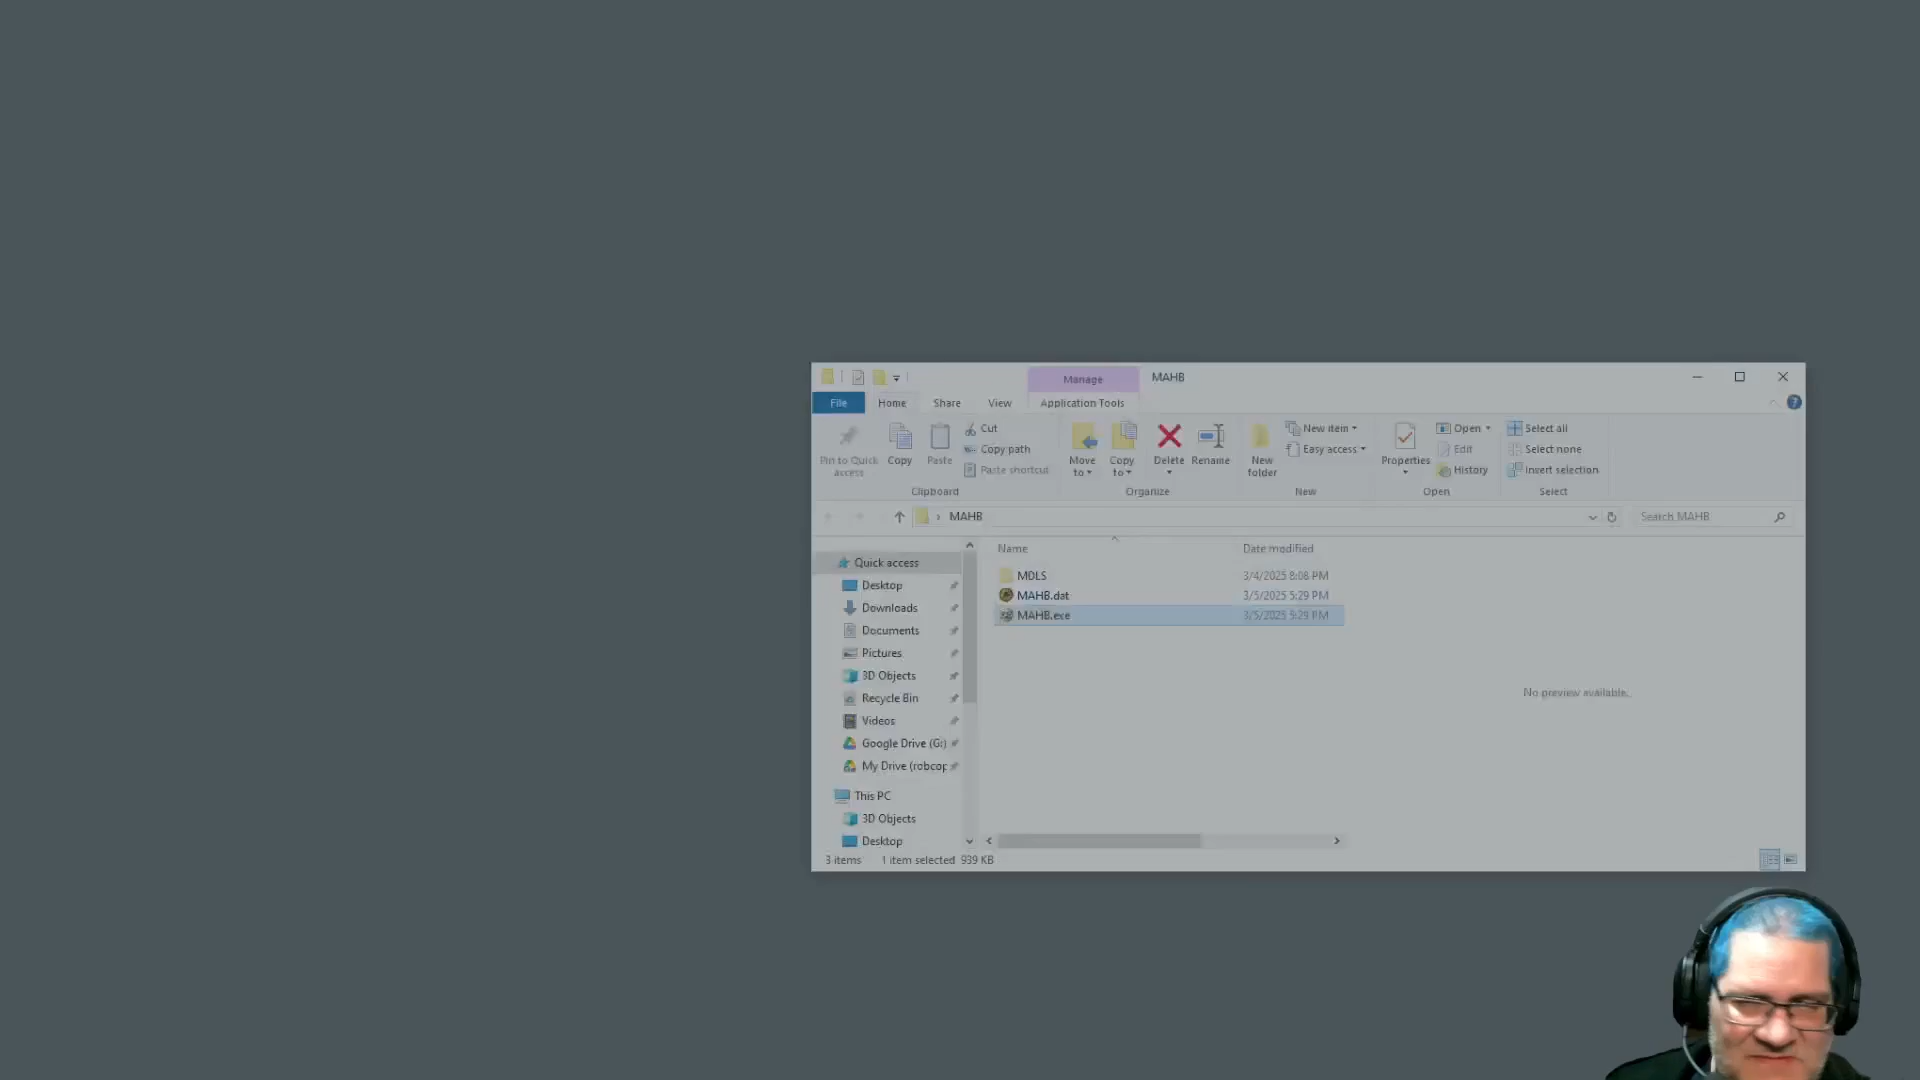 Manage
MAHB
File
Home
Share
View
Application Tools
Pin to Quick access
Copy
Paste
Cut
Copy path
Paste shortcut
Clipboard
Move to
Copy to
Delete
Rename
Organize
New folder
New item
Easy access
New
Properties
Open
Edit
History
Open
Select all
Select none
Invert selection
Select
MAHB
Search MAHB
Quick access
Desktop
Downloads
Documents
Pictures
3D Objects
Recycle Bin
Videos
Google Drive (G:)
My Drive (robcop
This PC
3D Objects
Desktop
Name Date modified
MDLS 3/4/2025 8:08 PM
MAHB.dat 3/5/2025 5:29 PM
MAHB.exe 3/5/2025 5:29 PM
No preview available.
3 items 1 item selected 939 KB